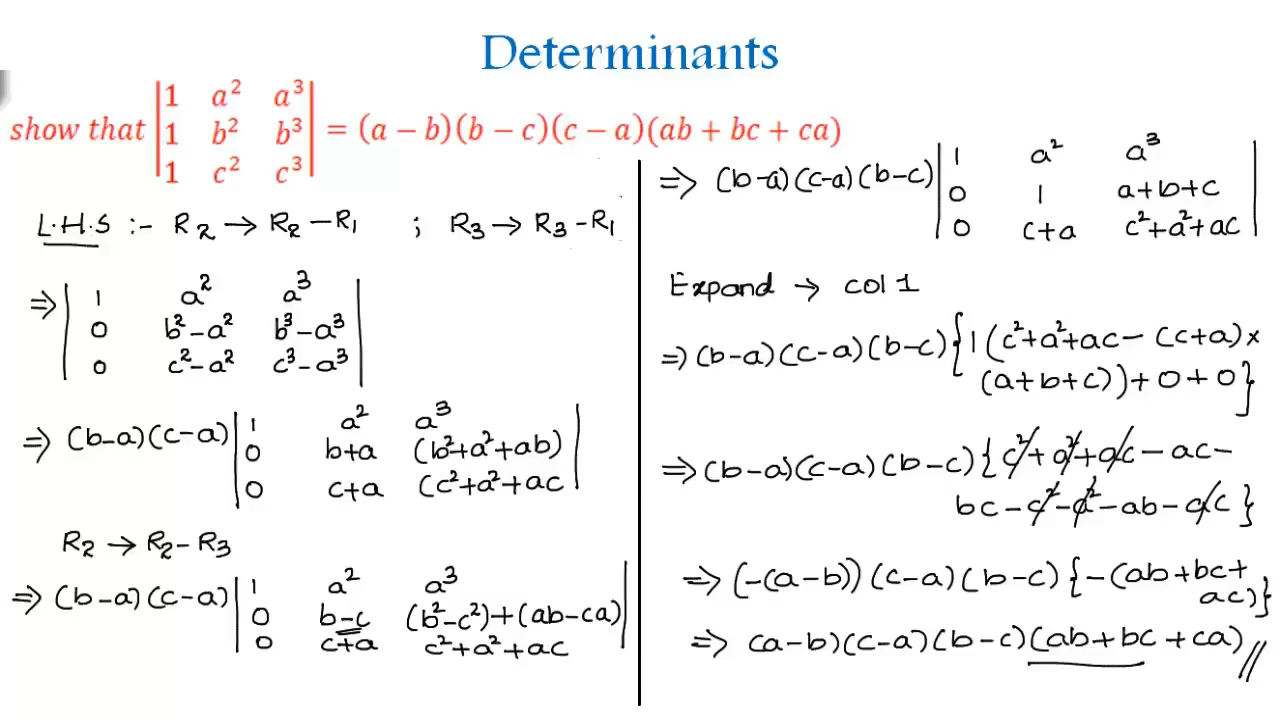 Determinants
show that |1 a² a³|
|1 b² b³| = (a − b)(b − c)(c − a)(ab + bc + ca)
|1 c² c³|
L.H.S :- R₂ → R₂ − R₁ ; R₃ → R₃ − R₁
⇒ | 1 a² a³ |
| 0 b²−a² b³−a³ |
| 0 c²−a² c³−a³ |
⇒ (b−a)(c−a) | 1 a² a³ |
| 0 b+a (b²+a²+ab) |
| 0 c+a (c²+a²+ac |
R₂ → R₂−R₃
⇒ (b−a)(c−a) | 1 a² a³ |
| 0 b−c (b²−c²)+(ab−ca) |
| 0 c+a c²+a²+ac |
⇒ (b−a)(c−a)(b−c) | 1 a² a³ |
| 0 1 a+b+c |
| 0 c+a c²+a²+ac |
Expand → col 1
⇒ (b−a)(c−a)(b−c) { 1 (c²+a²+ac − (c+a)×
(a+b+c)) + 0 + 0 }
⇒ (b−a)(c−a)(b−c) { c²+a²+ac − ac −
bc − c² − a² − ab − ac }
⇒ (−(a−b))(c−a)(b−c) { −(ab+bc+
ac) }
⇒ (a−b)(c−a)(b−c)(ab+bc+ca) //